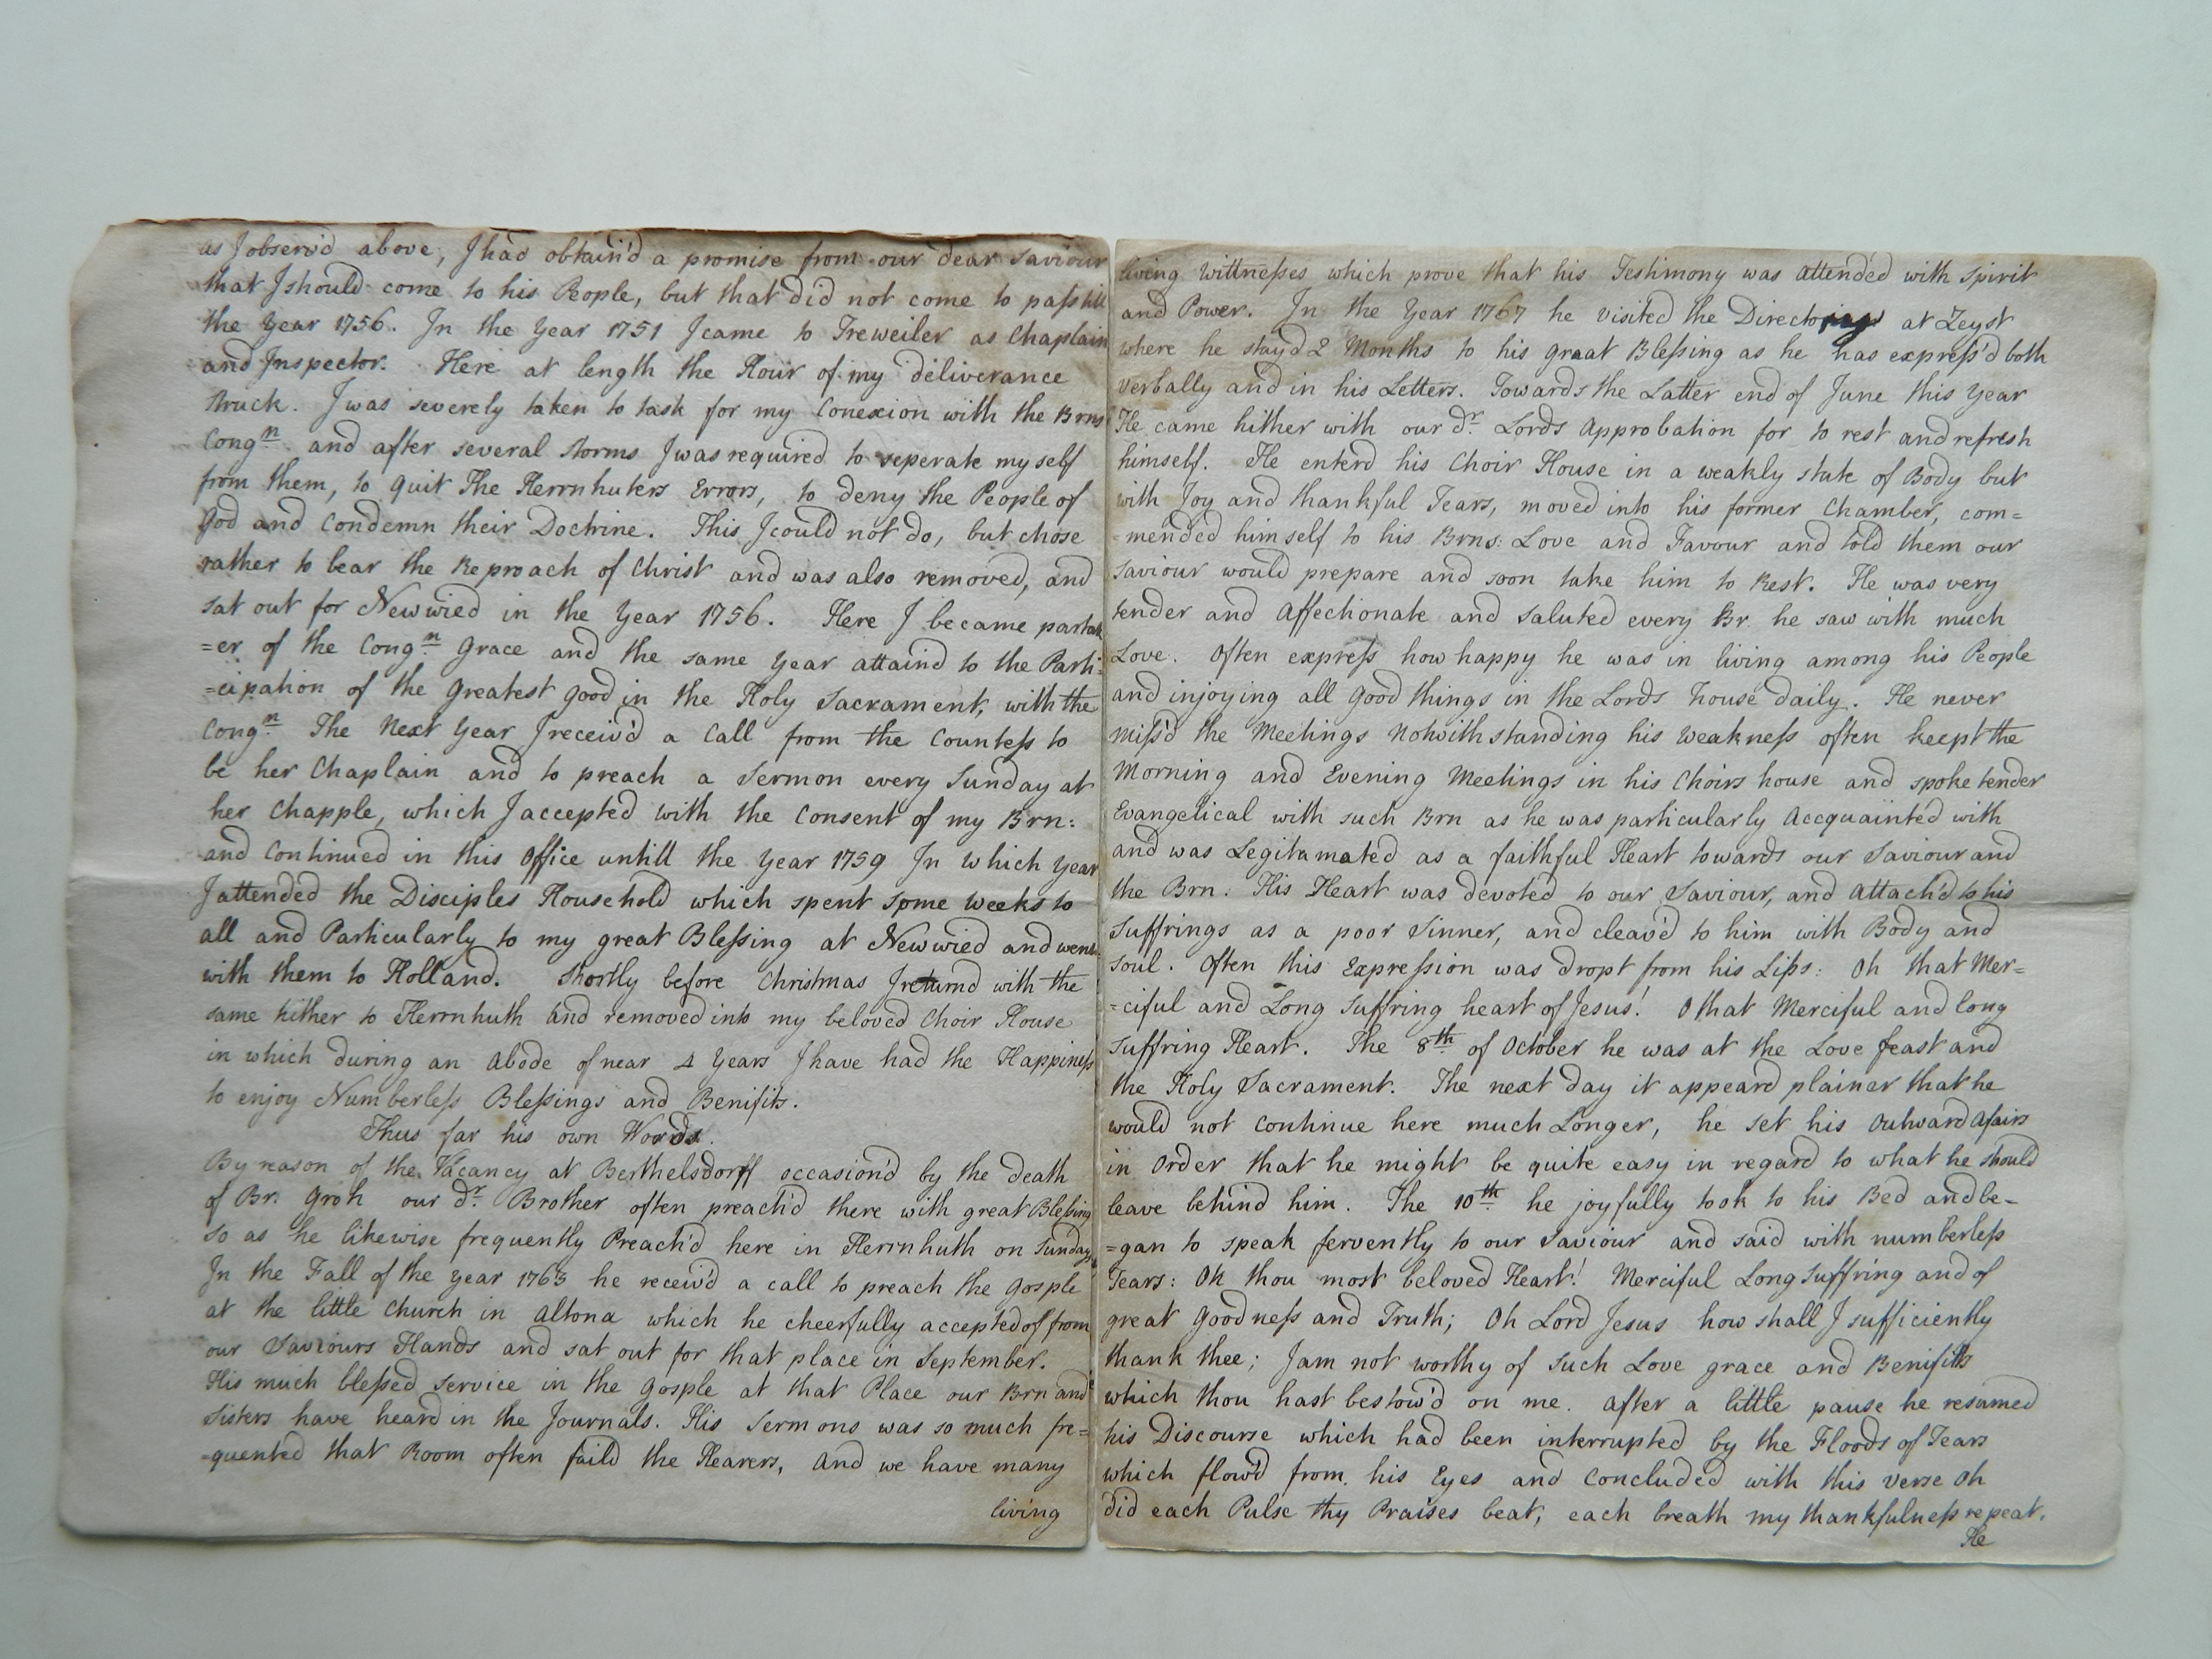 as I observ'd above, I had obtain'd a promise from our dear Saviour
that I should come to his People, but that did not come to paſs till
the Year 1756. In the Year 1751 I came to Treweiler as Chaplain
and Inspector. Here at length the Hour of my deliverance
struck. I was severely taken to task for my Conexion with the Brns
Congn. and after several storms I was required to seperate my self
from them, to quit The Herrnhuters Errors, to deny the People of
God and Condemn their Doctrine. This I could not do, but chose
rather to bear the Reproach of Christ and was also removed, and
sat out for Newwied in the Year 1756. Here I became partak
=er of the Congn. Grace and the same Year attaind to the Parti=
=cipation of the Greatest good in the Holy Sacrament, with the
Congn. The Next Year I receiv'd a Call from the Counteſs to
be her Chaplain and to preach a Sermon every Sunday at
her Chapple, which I accepted with the Consent of my Brn:
and Continued in this Office untill the Year 1759 In which Year
I attended the Disciples Household which spent some weeks to
all and Particularly to my great Bleſsing at Newwied and went
with them to Holland. Shortly before Christmas I returnd with the
same hither to Herrnhuth and removed into my beloved Choir House
in which during an Abode of near 4 Years I have had the Happineſs
to enjoy Numberleſs Bleſsings and Benifits.
Thus far his own Words.
By reason of the Vacancy at Berthelsdorff occasion'd by the death
of Br. Groh our dr. Brother often preach'd there with great Bleſsing
so as he likewise frequently Preach'd here in Herrnhuth on Sundays
In the Fall of the Year 1763 he receiv'd a call to preach the Gosple
at the little Church in Altona which he cheerfully accepted of from
our Saviours Hands and sat out for that place in September.
His much bleſsed service in the Gosple at that Place our Brn and
Sisters have heard in the Journals. His Sermons was so much fre=
=quented that Room often faild the Hearers, and we have many
living
living Wittneſses which prove that his Testimony was attended with Spirit
and Power. In the Year 1767 he visited the at Zeyst
where he stay'd 2 Months to his great Bleſsing as he has expreſs'd both
verbally and in his Letters. Towards the Latter end of June this Year
He came hither with our dr. Lords Approbation for to rest and refresh
himself. He enterd his Choir House in a weakly state of Body but
with Joy and thankful Tears, moved into his former Chamber, com=
=mended himself to his Brns: Love and Favour and told them our
Saviour would prepare and soon take him to Rest. He was very
tender and Affectionate and Saluted every Br. he saw with much
Love. Often expreſs how happy he was in living among his People
and injoying all good things in the Lords house daily. He never
miſs'd the Meetings Notwithstanding his Weakneſs often keept the
Morning and Evening Meetings in his Choirs house and spoke tender
Evangelical with such Brn as he was particularly Accquainted with
and was Legitamated as a faithful Heart towards our Saviour and
the Brn. His Heart was devoted to our Saviour, and Attach'd to his
Suffrings as a poor Sinner, and cleav'd to him with Body and
Soul. Often this Expreſsion was dropt from his Lips: Oh that Mer=
=ciful and Long Suffring heart of Jesus! O that Merciful and long
Suffring Heart. The 8th of October he was at the Love feast and
the Holy Sacrament. The next day it appeard plainer that he
would not Continue here much Longer, he set his Outward Afairs
in Order that he might be quite easy in regard to what he should
leave behind him. The 10th he joyfully took to his Bed and be=
=gan to speak fervently to our Saviour and said with numberleſs
Tears: Oh thou most beloved Heart! Merciful Long Suffring and of
great Goodneſs and Truth; Oh Lord Jesus how shall I sufficiently
thank thee; I am not worthy of such Love grace and Benifitts
which thou hast bestow'd on me. After a little pause he resumed
his Discourse which had been interrupted by the Floods of Tears
which flow'd from his Eyes and Concluded with this verse Oh
did each Pulse thy Praises beat, each breath my thankfulneſs repeat.
He